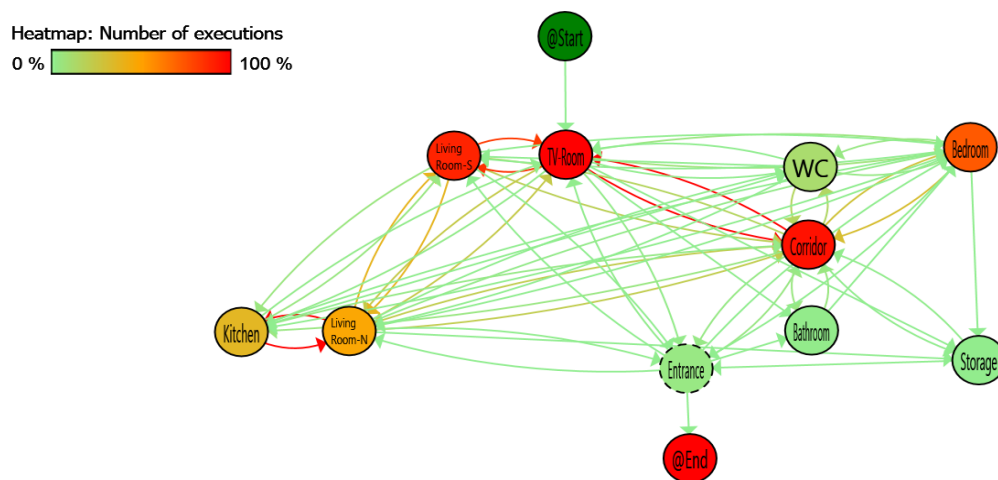 Heatmap: Number of executions
0 % 100 %
@Start
Living
Room-S
TV-Room
WC
Bedroom
Corridor
Kitchen
Living
Room-N
Bathroom
Entrance
Storage
@End